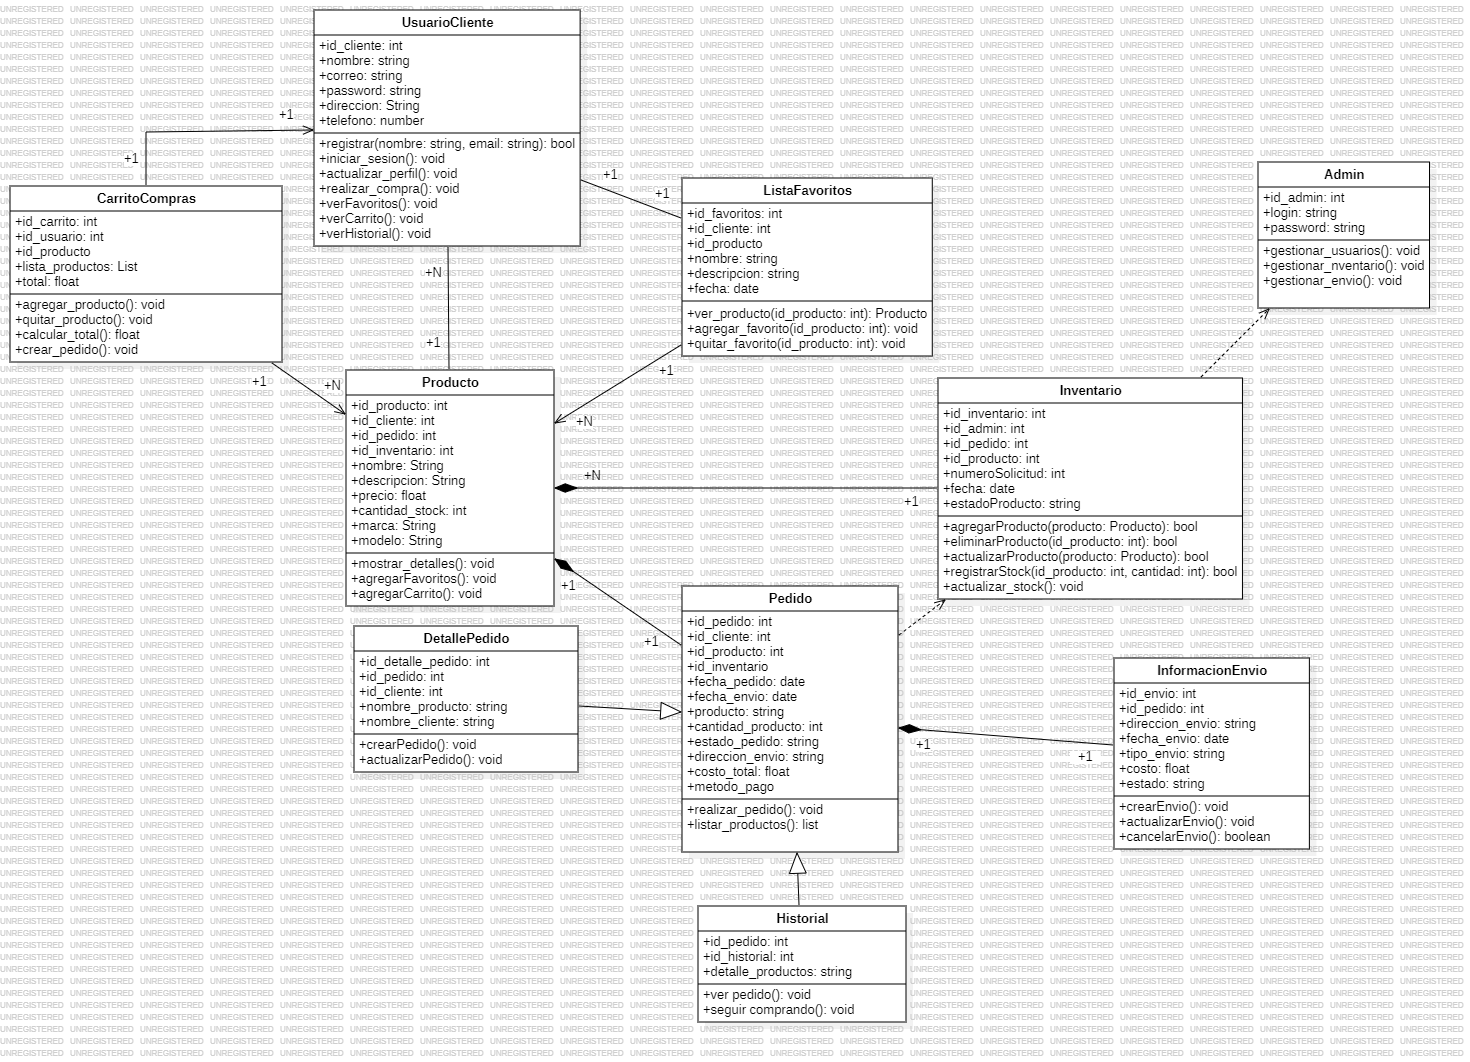 UsuarioCliente
+id_cliente: int
+nombre: string
+correo: string
+password: string
+direccion: String
+telefono: number
+registrar(nombre: string, email: string): bool
+iniciar_sesion(): void
+actualizar_perfil(): void
+realizar_compra(): void
+verFavoritos(): void
+verCarrito(): void
+verHistorial(): void
+1
+1
CarritoCompras
+id_carrito: int
+id_usuario: int
+id_producto
+lista_productos: List
+total: float
+agregar_producto(): void
+quitar_producto(): void
+calcular_total(): float
+crear_pedido(): void
+1
+1
ListaFavoritos
+id_favoritos: int
+id_cliente: int
+id_producto
+nombre: string
+descripcion: string
+fecha: date
+ver_producto(id_producto: int): Producto
+agregar_favorito(id_producto: int): void
+quitar_favorito(id_producto: int): void
Admin
+id_admin: int
+login: string
+password: string
+gestionar_usuarios(): void
+gestionar_nventario(): void
+gestionar_envio(): void
+N
+1
+1
+N
+1
+N
Producto
+id_producto: int
+id_cliente: int
+id_pedido: int
+id_inventario: int
+nombre: String
+descripcion: String
+precio: float
+cantidad_stock: int
+marca: String
+modelo: String
+mostrar_detalles(): void
+agregarFavoritos(): void
+agregarCarrito(): void
+N
+1
Inventario
+id_inventario: int
+id_admin: int
+id_pedido: int
+id_producto: int
+numeroSolicitud: int
+fecha: date
+estadoProducto: string
+agregarProducto(producto: Producto): bool
+eliminarProducto(id_producto: int): bool
+actualizarProducto(producto: Producto): bool
+registrarStock(id_producto: int, cantidad: int): bool
+actualizar_stock(): void
+1
+1
DetallePedido
+id_detalle_pedido: int
+id_pedido: int
+id_cliente: int
+nombre_producto: string
+nombre_cliente: string
+crearPedido(): void
+actualizarPedido(): void
Pedido
+id_pedido: int
+id_cliente: int
+id_producto: int
+id_inventario
+fecha_pedido: date
+fecha_envio: date
+producto: string
+cantidad_producto: int
+estado_pedido: string
+direccion_envio: string
+costo_total: float
+metodo_pago
+realizar_pedido(): void
+listar_productos(): list
+1
+1
InformacionEnvio
+id_envio: int
+id_pedido: int
+direccion_envio: string
+fecha_envio: date
+tipo_envio: string
+costo: float
+estado: string
+crearEnvio(): void
+actualizarEnvio(): void
+cancelarEnvio(): boolean
Historial
+id_pedido: int
+id_historial: int
+detalle_productos: string
+ver pedido(): void
+seguir comprando(): void
UNREGISTERED